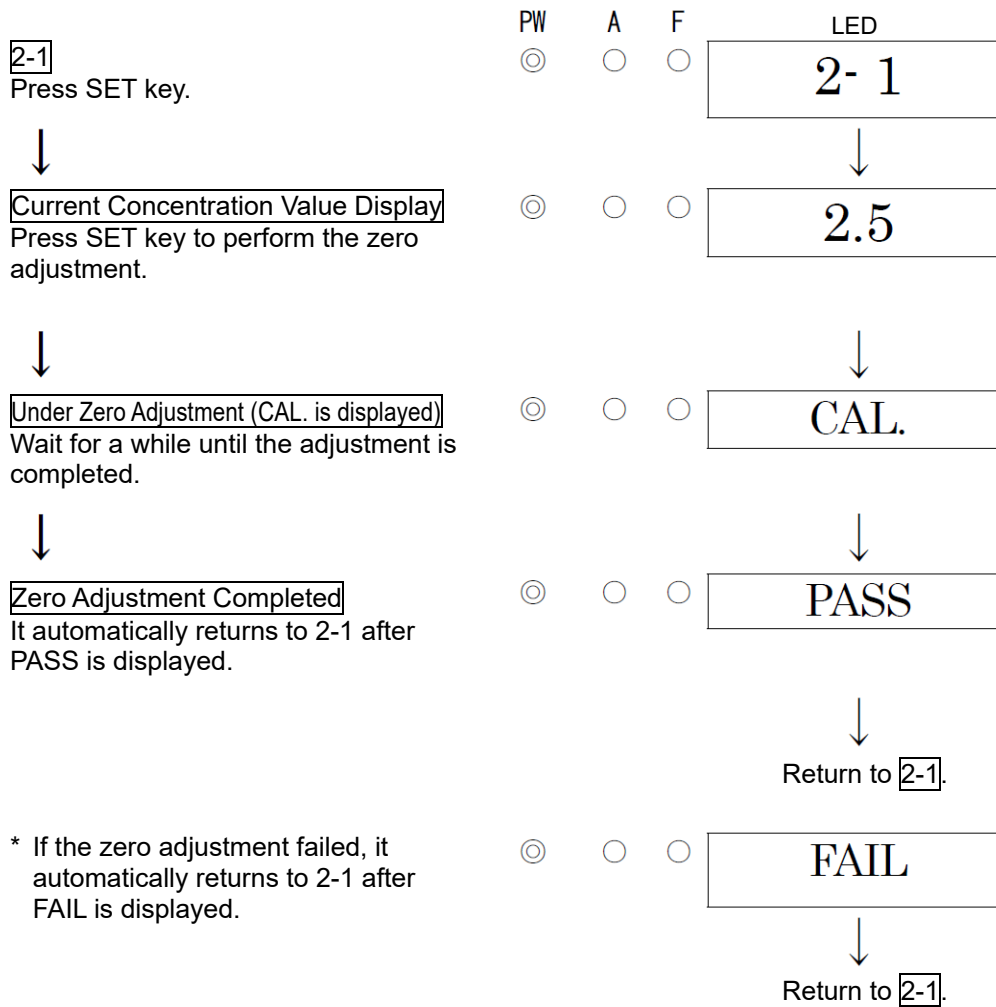 PW A F LED
2-1
2- 1
Press SET key.
Current Concentration Value Display
2.5
Press SET key to perform the zero
adjustment.
Under Zero Adjustment (CAL. is displayed)
CAL.
Wait for a while until the adjustment is
completed.
Zero Adjustment Completed
PASS
It automatically returns to 2-1 after
PASS is displayed.
Return to 2-1.
* If the zero adjustment failed, it
automatically returns to 2-1 after
FAIL is displayed.
FAIL
Return to 2-1.